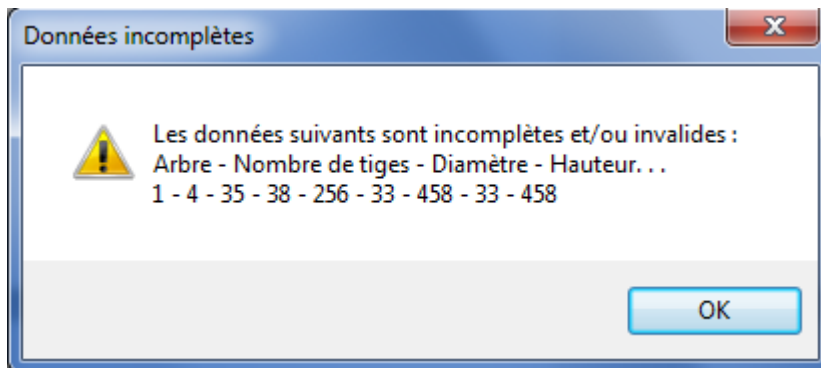 Données incomplètes
Les données suivants sont incomplètes et/ou invalides :
Arbre - Nombre de tiges - Diamètre - Hauteur. . .
1 - 4 - 35 - 38 - 256 - 33 - 458 - 33 - 458
OK